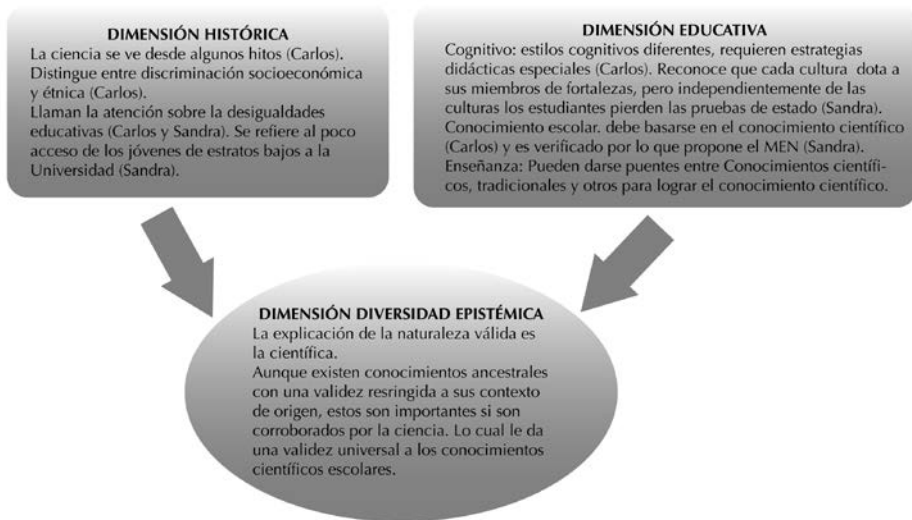 DIMENSIÓN HISTÓRICA
La ciencia se ve desde algunos hitos (Carlos).
Distingue entre discriminación socioeconómica
y étnica (Carlos).
Llaman la atención sobre la desigualdades
educativas (Carlos y Sandra). Se refiere al poco
acceso de los jóvenes de estratos bajos a la
Universidad (Sandra).
DIMENSIÓN EDUCATIVA
Cognitivo: estilos cognitivos diferentes, requieren estrategias
didácticas especiales (Carlos). Reconoce que cada cultura dota a
sus miembros de fortalezas, pero independientemente de las
culturas los estudiantes pierden las pruebas de estado (Sandra).
Conocimiento escolar. debe basarse en el conocimiento científico
(Carlos) y es verificado por lo que propone el MEN (Sandra).
Enseñanza: Pueden darse puentes entre Conocimientos científi-
cos, tradicionales y otros para lograr el conocimiento científico.
DIMENSIÓN DIVERSIDAD EPISTÉMICA
La explicación de la naturaleza válida es
la científica.
Aunque existen conocimientos ancestrales
con una validez resringida a sus contexto
de origen, estos son importantes si son
corroborados por la ciencia. Lo cual le da
una validez universal a los conocimientos
científicos escolares.